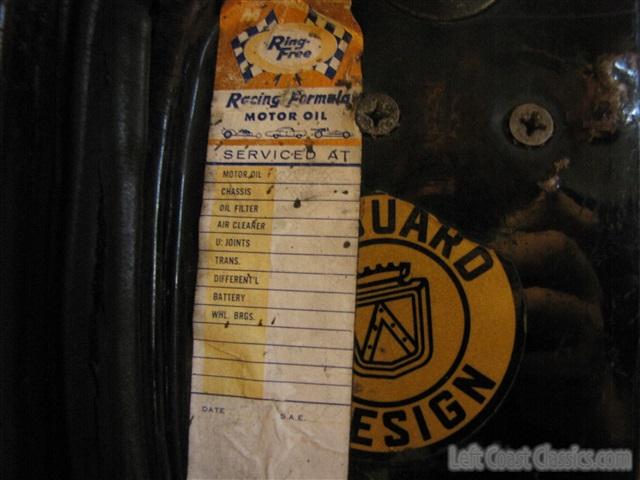 Ring-
Free
Racing Formula
MOTOR OIL
SERVICED AT
MOTOR OIL
CHASSIS
OIL FILTER
AIR CLEANER
U. JOINTS
TRANS.
DIFFERENT'L
BATTERY
WHL. BRGS.
DATE S.A.E.
GUARD
DESIGN
Left Coast Classics.com